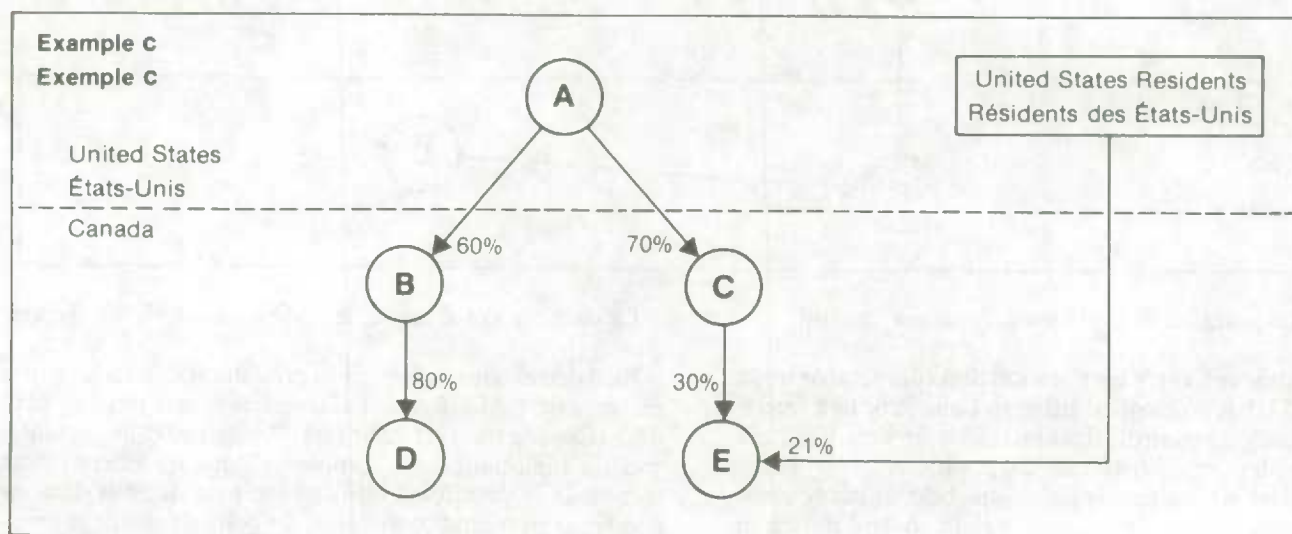 Example c
Exemple c
A
United States Residents
Résidents des États-Unis
United States
États-Unis
Canada
60%
70%
B
C
80%
30%
21%
D
E